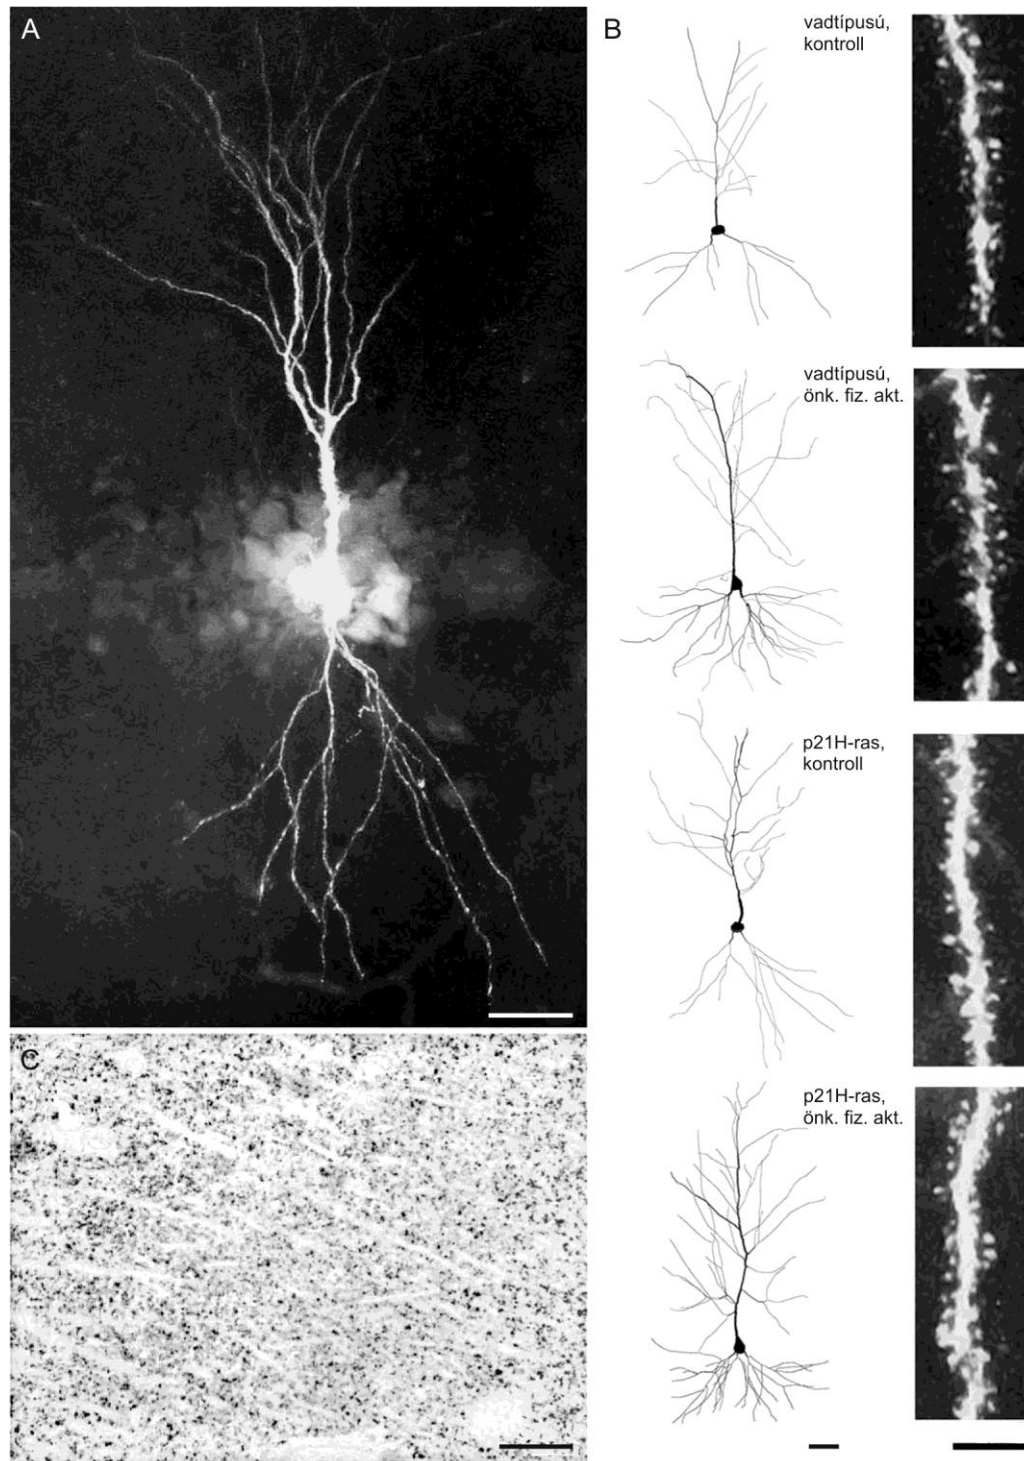 A
B
vadtípusú,
kontroll
vadtípusú,
önk. fiz. akt.
p21H-ras,
kontroll
p21H-ras,
önk. fiz. akt.
C